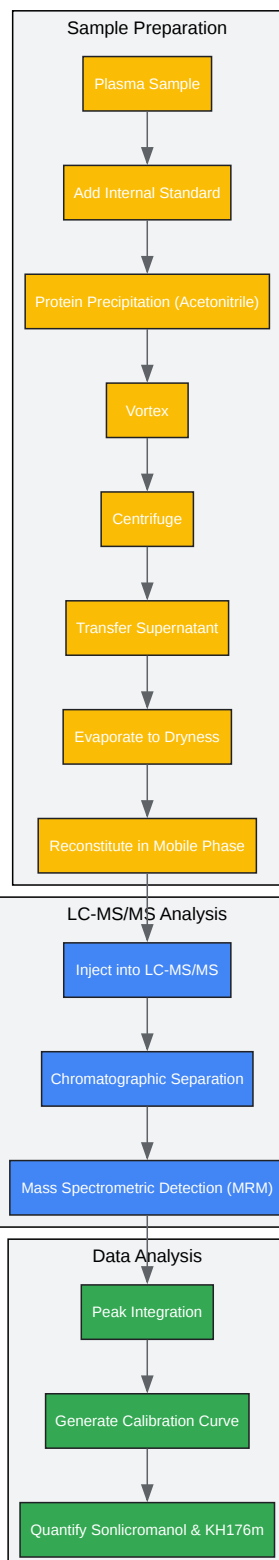 Sample Preparation
Plasma Sample
Add Internal Standard
Protein Precipitation (Acetonitrile)
Vortex
Centrifuge
Transfer Supernatant
Evaporate to Dryness
Reconstitute in Mobile Phase
LC-MS/MS Analysis
Inject into LC-MS/MS
Chromatographic Separation
Mass Spectrometric Detection (MRM)
Data Analysis
Peak Integration
Generate Calibration Curve
Quantify Sonlicromanol & KH176m